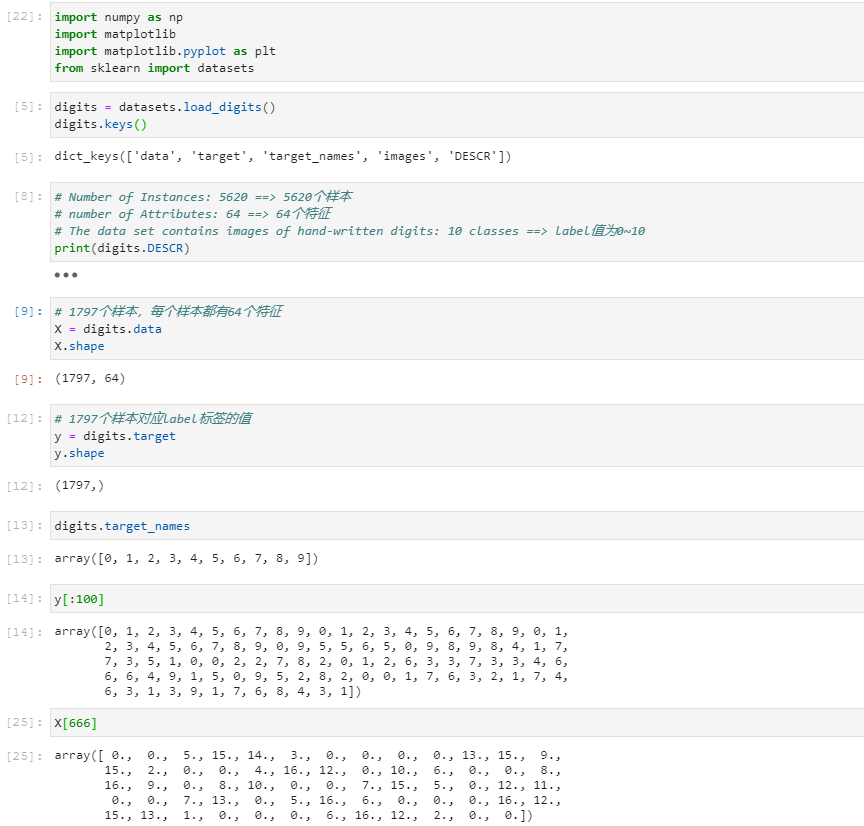 [22]:
import numpy as np
import matplotlib
import matplotlib.pyplot as plt
from sklearn import datasets
[5]:
digits = datasets.load_digits()
digits.keys()
[5]:
dict_keys(['data', 'target', 'target_names', 'images', 'DESCR'])
[8]:
# Number of Instances: 5620 ==> 5620个样本
# number of Attributes: 64 ==> 64个特征
# The data set contains images of hand-written digits: 10 classes ==> label值为0~10
print(digits.DESCR)
[9]:
# 1797个样本，每个样本都有64个特征
X = digits.data
X.shape
[9]:
(1797, 64)
[12]:
# 1797个样本对应label标签的值
y = digits.target
y.shape
[12]:
(1797,)
[13]:
digits.target_names
[13]:
array([0, 1, 2, 3, 4, 5, 6, 7, 8, 9])
[14]:
y[:100]
[14]:
array([0, 1, 2, 3, 4, 5, 6, 7, 8, 9, 0, 1, 2, 3, 4, 5, 6, 7, 8, 9, 0, 1,
2, 3, 4, 5, 6, 7, 8, 9, 0, 9, 5, 5, 6, 5, 0, 9, 8, 9, 8, 4, 1, 7,
7, 3, 5, 1, 0, 0, 2, 2, 7, 8, 2, 0, 1, 2, 6, 3, 3, 7, 3, 3, 4, 6,
6, 6, 4, 9, 1, 5, 0, 9, 5, 2, 8, 2, 0, 0, 1, 7, 6, 3, 2, 1, 7, 4,
6, 3, 1, 3, 9, 1, 7, 6, 8, 4, 3, 1])
[25]:
X[666]
[25]:
array([ 0., 0., 5., 15., 14., 3., 0., 0., 0., 0., 13., 15., 9.,
15., 2., 0., 0., 4., 16., 12., 0., 10., 6., 0., 0., 8.,
16., 9., 0., 8., 10., 0., 0., 7., 15., 5., 0., 12., 11.,
0., 0., 7., 13., 0., 5., 16., 6., 0., 0., 0., 16., 12.,
15., 13., 1., 0., 0., 0., 6., 16., 12., 2., 0., 0.])